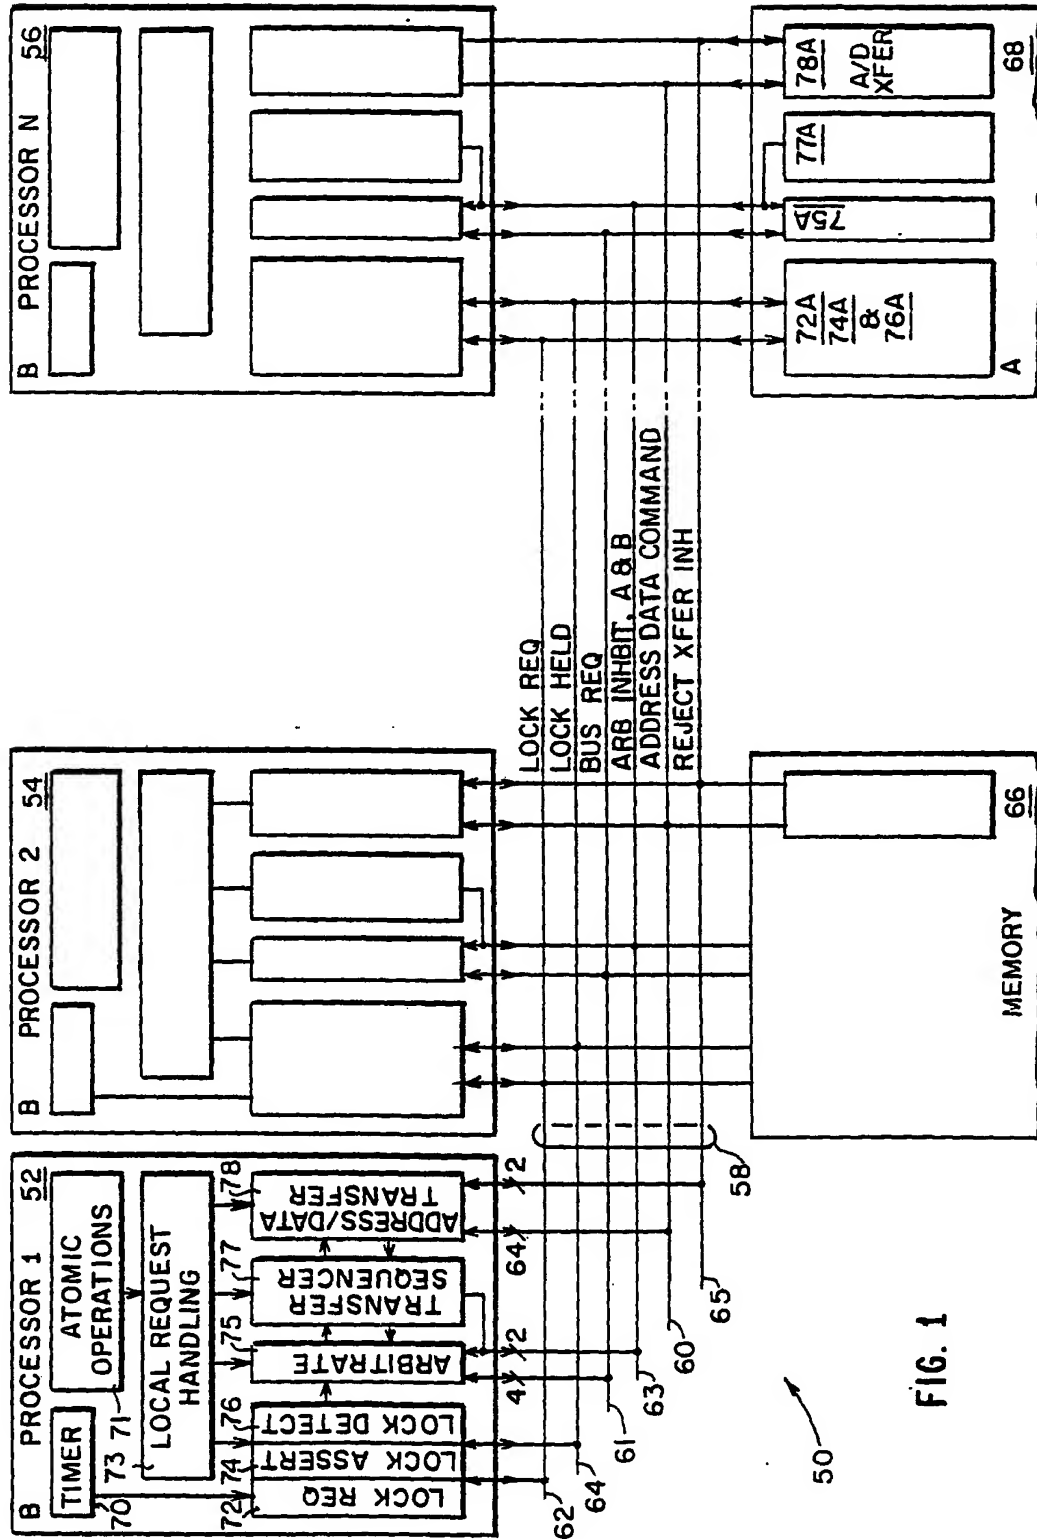 B PROCESSOR 1 52
TIMER
70
ATOMIC
OPERATIONS
71
LOCAL REQUEST
HANDLING
73
72
74
76
75
77
78
LOCK REQ
LOCK ASSERT
LOCK DETECT
ARBITRATE
TRANSFER
SEQUENCER
ADDRESS/DATA
TRANSFER
4
2
64
2
62
64
61
63
60
65
58
B PROCESSOR 2 54
B PROCESSOR N 56
LOCK REQ
LOCK HELD
BUS REQ
ARB INHBIT, A & B
ADDRESS DATA COMMAND
REJECT XFER INH
MEMORY 66
72A
74A
&
76A
75A
77A
78A
A/D
XFER
A 68
50
FIG. 1